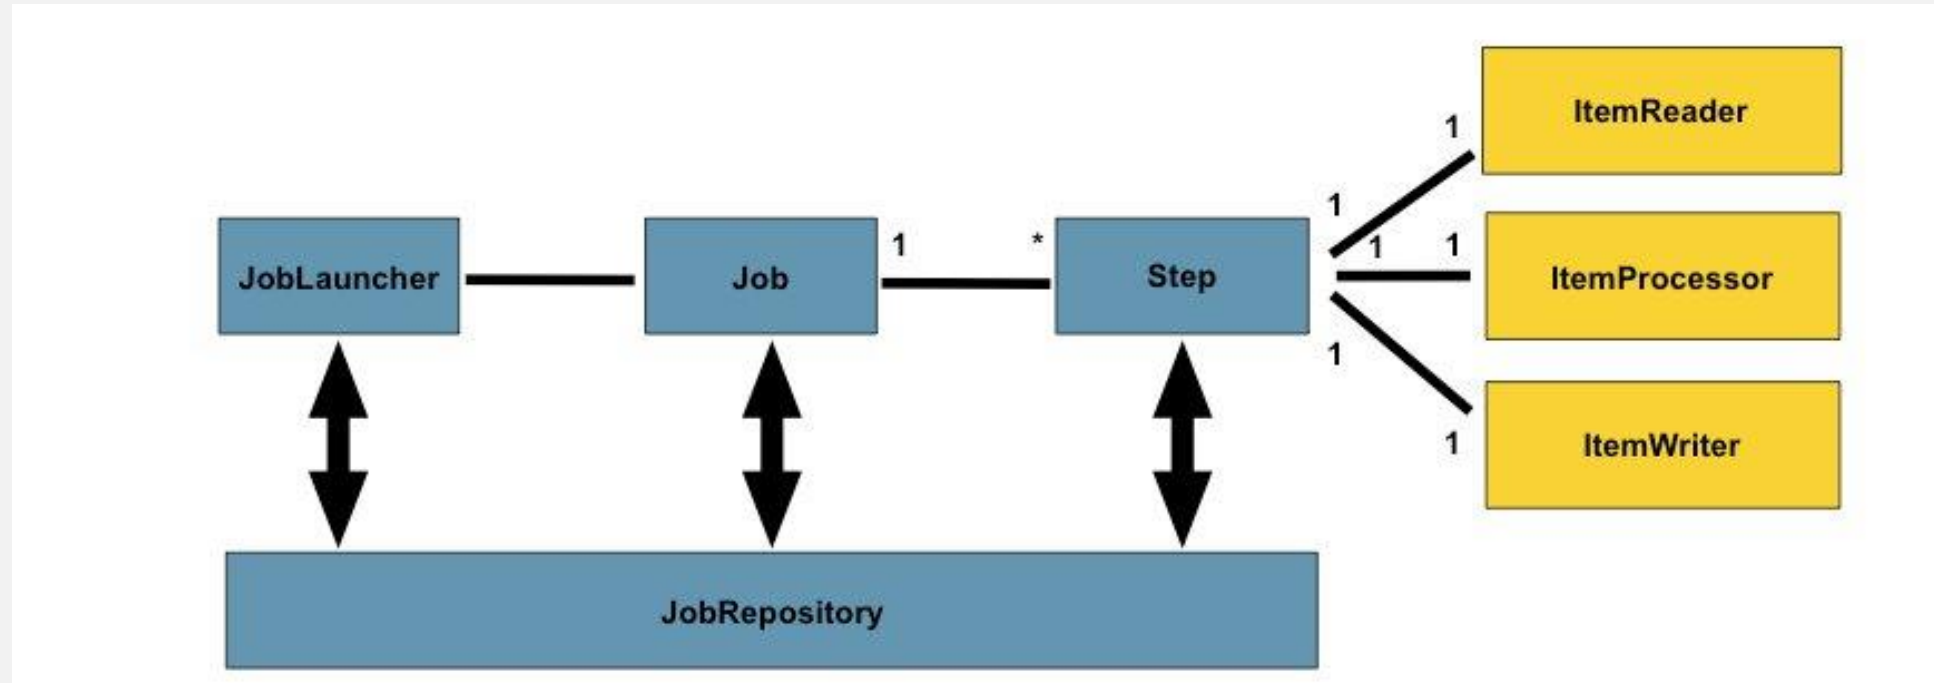 ItemReader
1
1
JobLauncher
Job
1
*
Step
1
1
ItemProcessor
1
1
ItemWriter
JobRepository